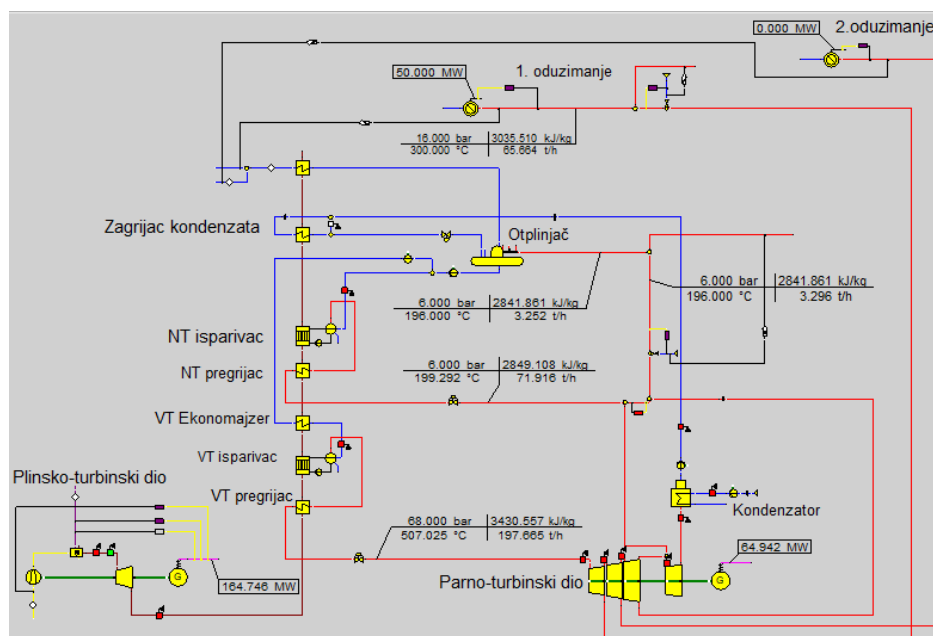 0.000 MW
2.oduzimanje
50.000 MW
1. oduzimanje
16.000 bar 3035.510 kJ/kg
300.000 °C 65.664 t/h
Zagrijac kondenzata
Otplinjač
6.000 bar 2841.861 kJ/kg
196.000 °C 3.296 t/h
6.000 bar 2841.861 kJ/kg
196.000 °C 3.252 t/h
NT isparivac
NT pregrijac
6.000 bar 2849.108 kJ/kg
199.292 °C 71.916 t/h
VT Ekonomajzer
VT isparivac
Plinsko-turbinski dio
VT pregrijac
Kondenzator
68.000 bar 3430.557 kJ/kg
507.025 °C 197.665 t/h
64.942 MW
Parno-turbinski dio
G
G
164.746 MW